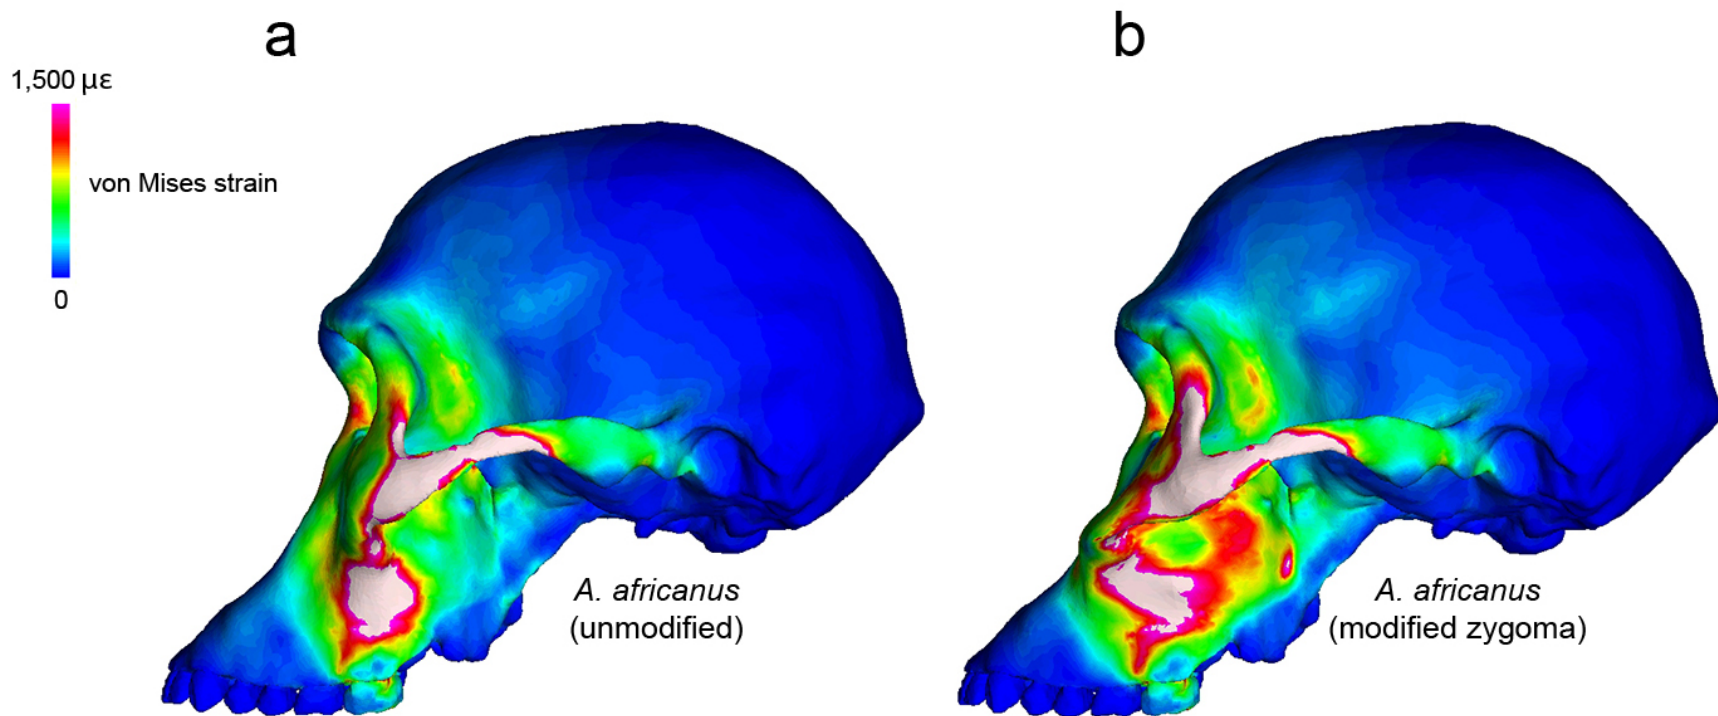 a
b
1,500 με
von Mises strain
0
A. africanus
(unmodified)
A. africanus
(modified zygoma)